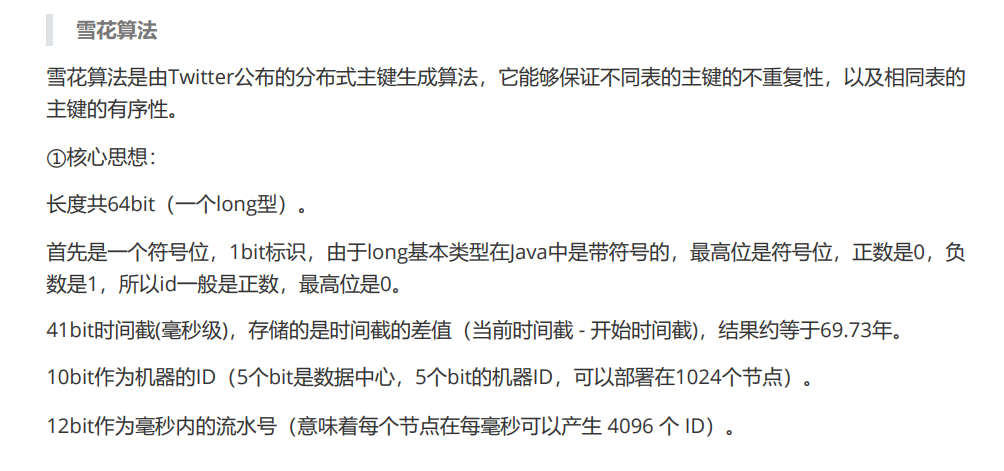 雪花算法
雪花算法是由Twitter公布的分布式主键生成算法，它能够保证不同表的主键的不重复性，以及相同表的
主键的有序性。
①核心思想：
长度共64bit（一个long型）。
首先是一个符号位，1bit标识，由于long基本类型在Java中是带符号的，最高位是符号位，正数是0，负
数是1，所以id一般是正数，最高位是0。
41bit时间截(毫秒级)，存储的是时间截的差值（当前时间截 - 开始时间截)，结果约等于69.73年。
10bit作为机器的ID（5个bit是数据中心，5个bit的机器ID，可以部署在1024个节点）。
12bit作为毫秒内的流水号（意味着每个节点在每毫秒可以产生 4096 个 ID）。